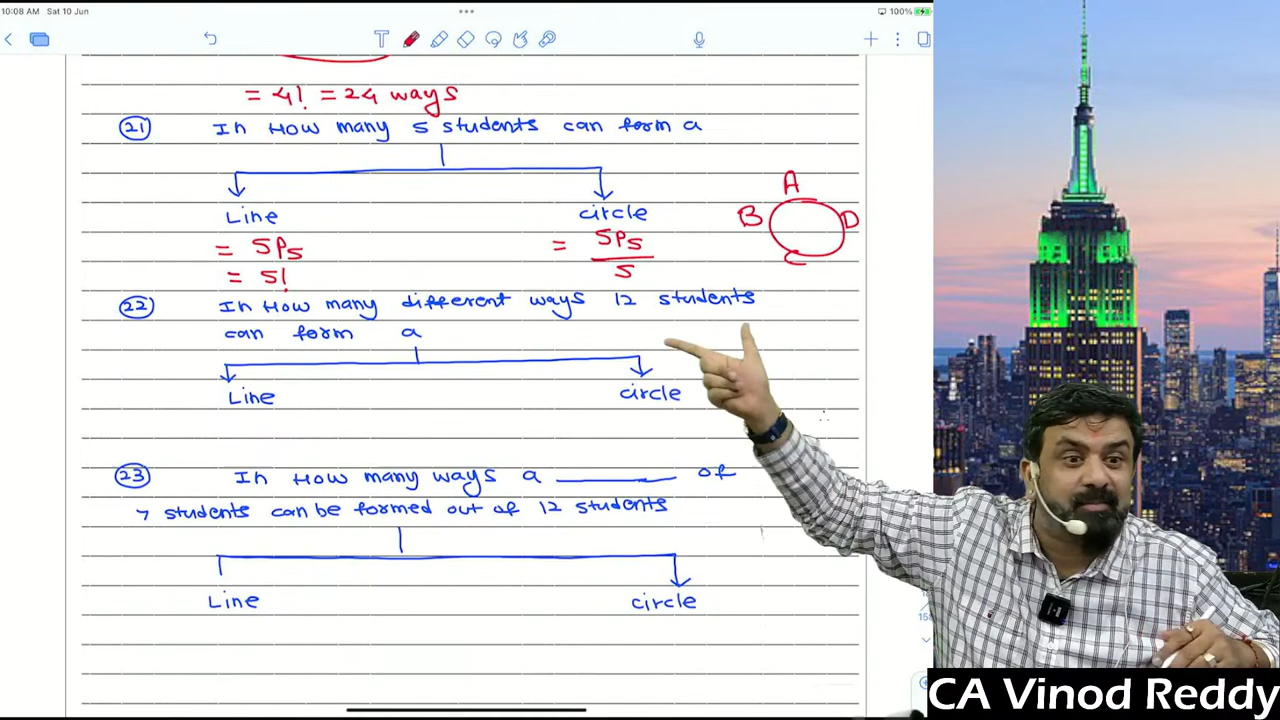 10:08 AM Sat 10 Jun
100%
= 4! = 24 ways
21 In How many 5 students can form a
Line circle
= 5P5 = 5P5
= 5! 5
A
B D
C
22 In How many different ways 12 students
can form a
Line circle
23 In How many ways a ______ of
7 students can be formed out of 12 students
Line circle
CA Vinod Reddy